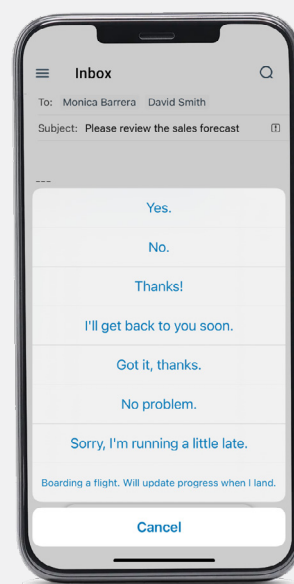 Inbox
To: Monica Barrera David Smith
Subject: Please review the sales forecast
---
Yes.
No.
Thanks!
I'll get back to you soon.
Got it, thanks.
No problem.
Sorry, I'm running a little late.
Boarding a flight. Will update progress when I land.
Cancel